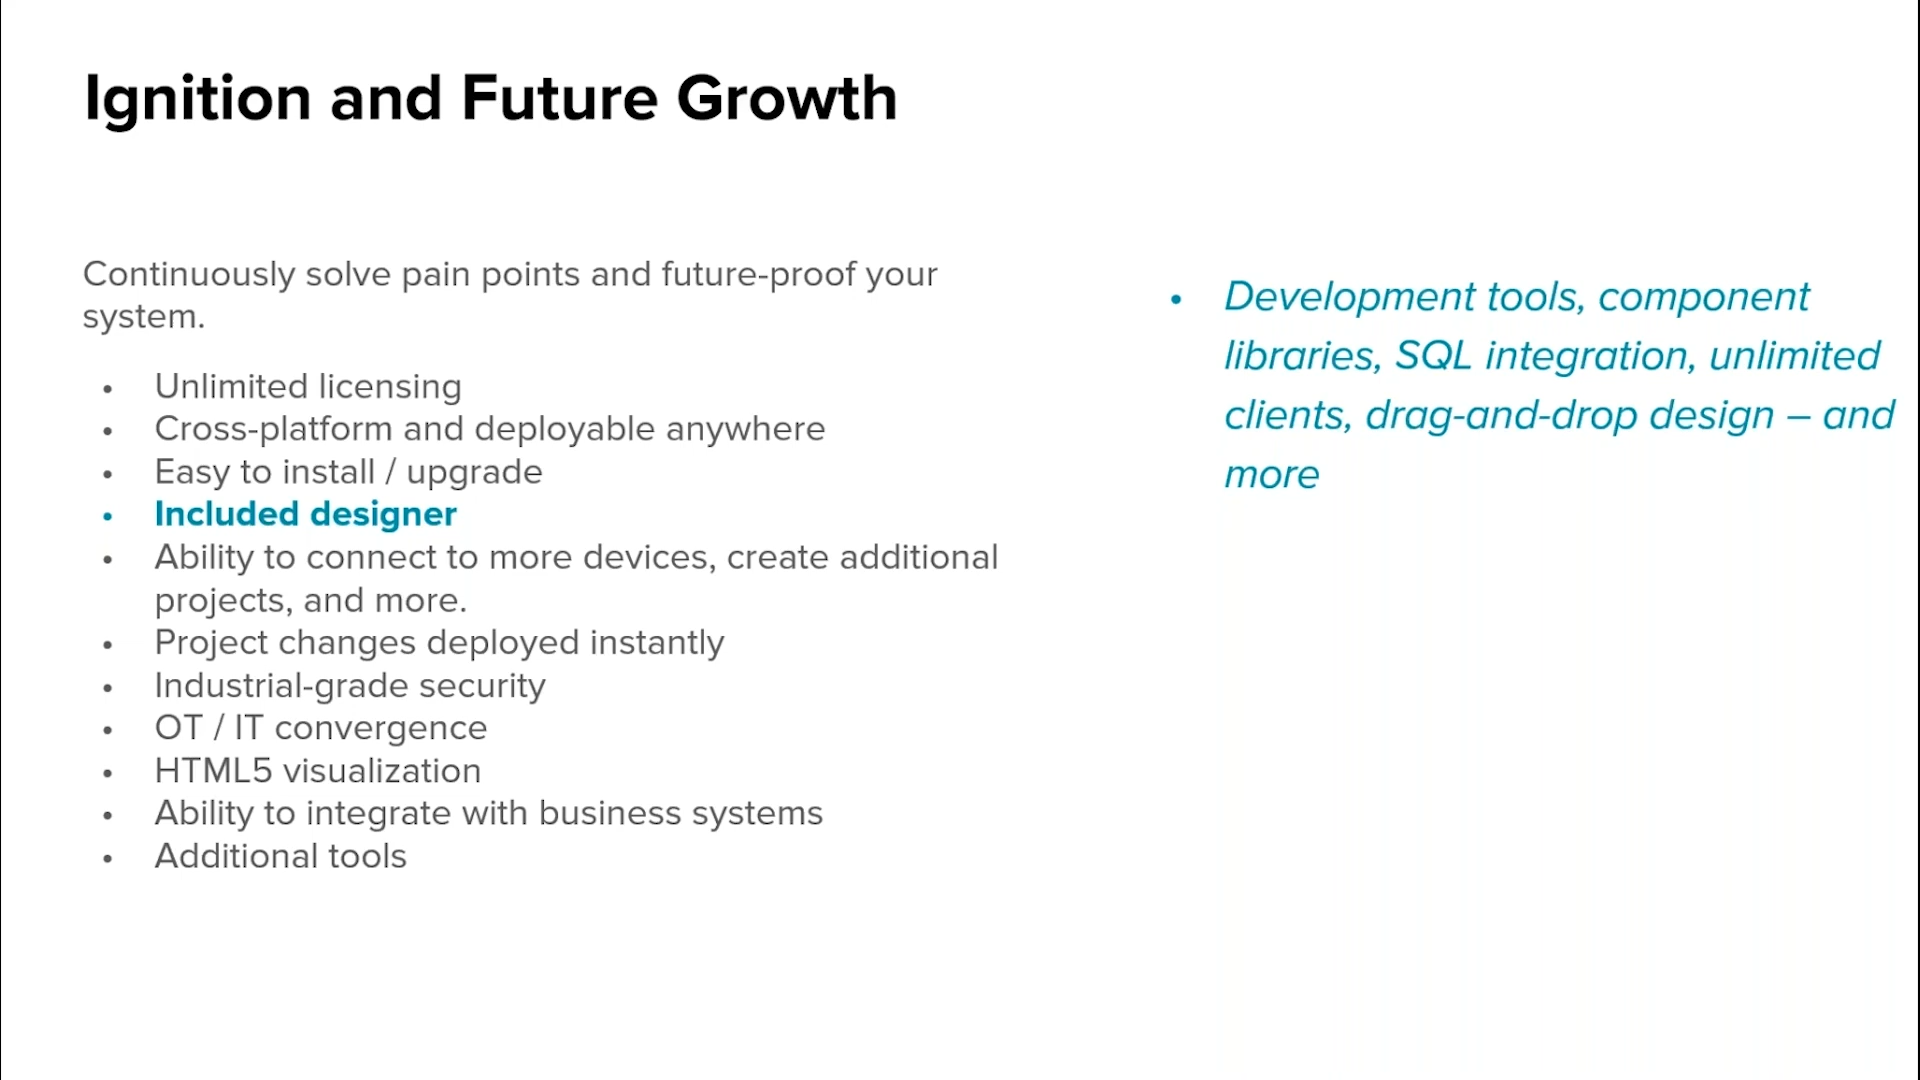 Ignition and Future Growth
Continuously solve pain points and future-proof your
system.
• Unlimited licensing
• Cross-platform and deployable anywhere
• Easy to install / upgrade
• Included designer
• Ability to connect to more devices, create additional
projects, and more.
• Project changes deployed instantly
• Industrial-grade security
• OT / IT convergence
• HTML5 visualization
• Ability to integrate with business systems
• Additional tools
• Development tools, component
libraries, SQL integration, unlimited
clients, drag-and-drop design – and
more